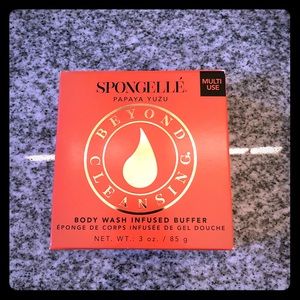 SPONGELLÉ
PAPAYA YUZU
MULTI
USE
BEYOND
CLEANSING
BODY WASH INFUSED BUFFER
ÉPONGE DE CORPS INFUSÉE DE GEL DOUCHE
NET. WT.: 3 oz. / 85 g